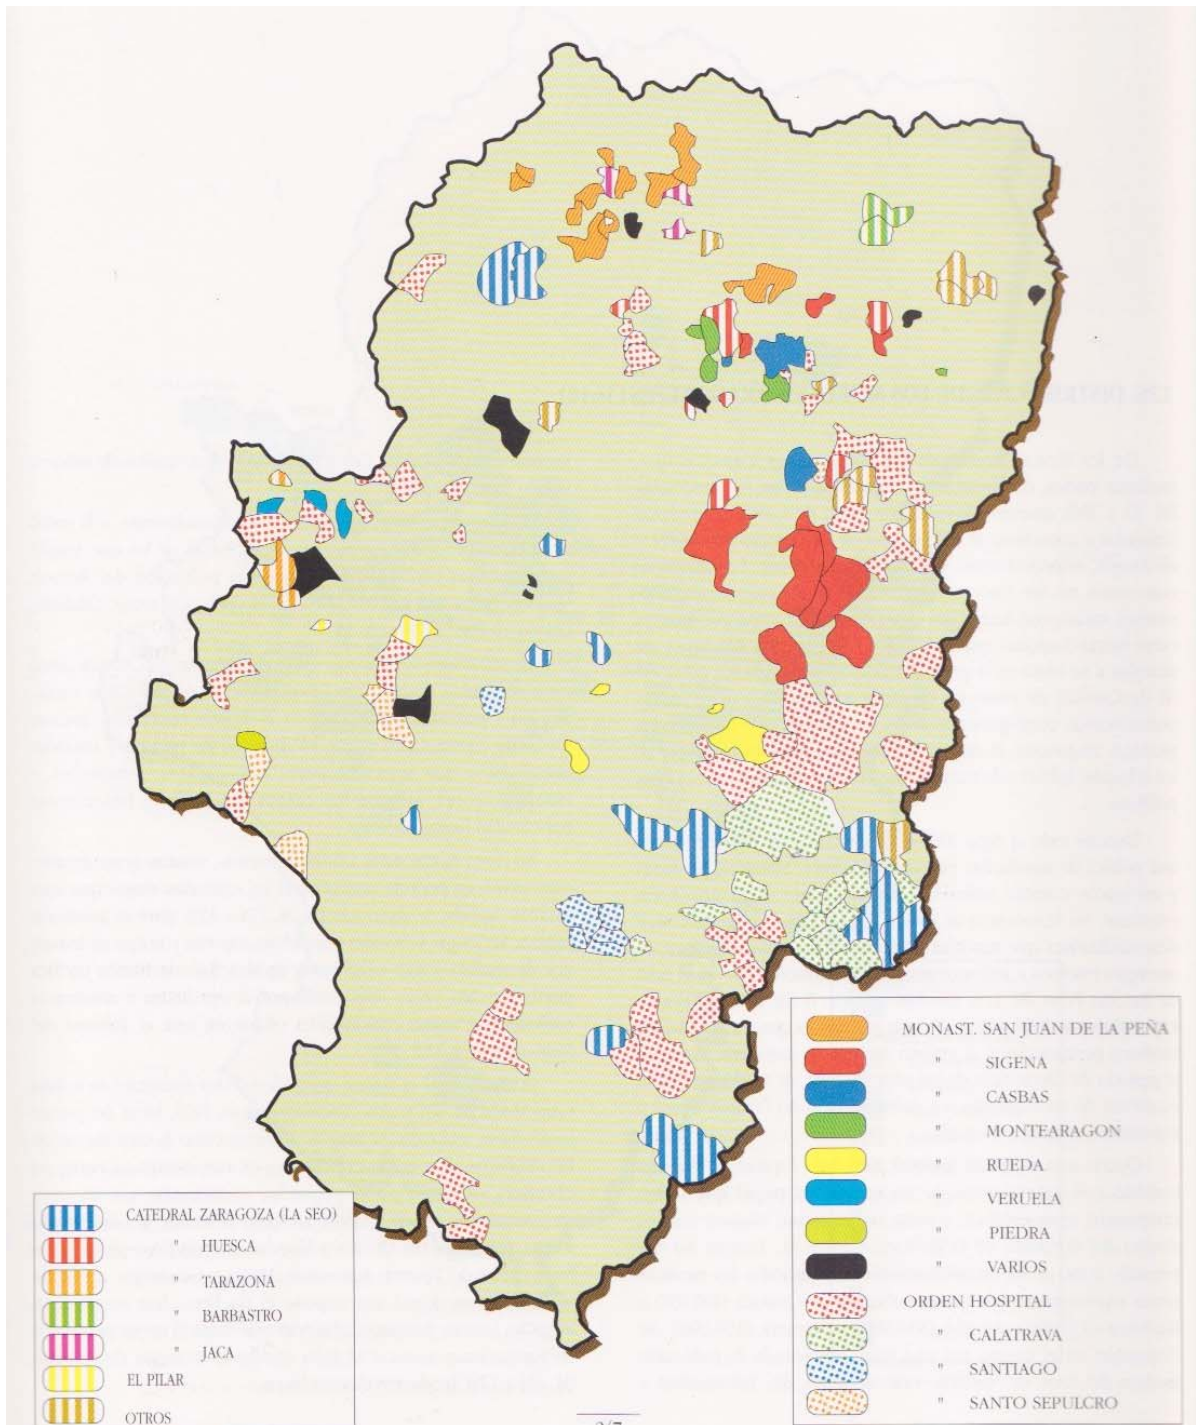 MONAST. SAN JUAN DE LA PEÑA
" SIGENA
" CASBAS
" MONTEARAGON
" RUEDA
" VERUELA
" PIEDRA
" VARIOS
ORDEN HOSPITAL
" CALATRAVA
" SANTIAGO
" SANTO SEPULCRO
CATEDRAL ZARAGOZA (LA SEO)
" HUESCA
" TARAZONA
" BARBASTRO
" JACA
EL PILAR
OTROS